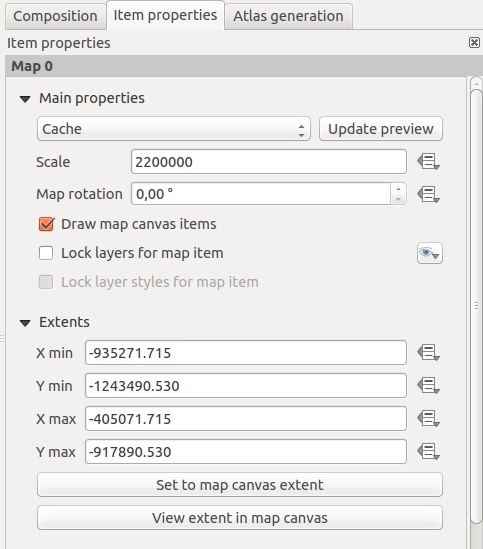 Composition Item properties Atlas generation
Item properties
Map 0
Main properties
Cache Update preview
Scale 2200000
Map rotation 0,00 °
Draw map canvas items
Lock layers for map item
Lock layer styles for map item
Extents
X min -935271.715
Y min -1243490.530
X max -405071.715
Y max -917890.530
Set to map canvas extent
View extent in map canvas